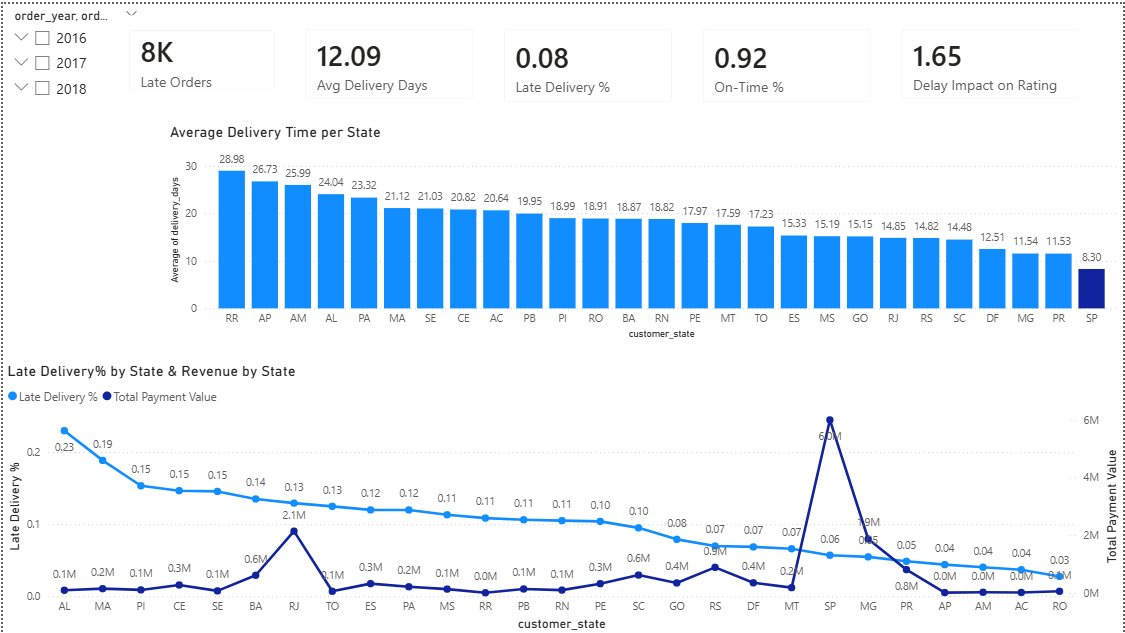 order_year, ord...
2016
2017
2018
8K
Late Orders
12.09
Avg Delivery Days
0.08
Late Delivery %
0.92
On-Time %
1.65
Delay Impact on Rating
Average Delivery Time per State
Average of delivery_days
30
20
10
0
28.98 26.73 25.99 24.04 23.32 21.12 21.03 20.82 20.64 19.95 18.99 18.91 18.87 18.82 17.97 17.59 17.23 15.33 15.19 15.15 14.85 14.82 14.48 12.51 11.54 11.53 8.30
RR AP AM AL PA MA SE CE AC PB PI RO BA RN PE MT TO ES MS GO RJ RS SC DF MG PR SP
customer_state
Late Delivery% by State & Revenue by State
Late Delivery % Total Payment Value
Late Delivery %
0.2
0.1
0.0
0.23 0.19 0.15 0.15 0.15 0.14 0.13 0.13 0.12 0.12 0.11 0.11 0.11 0.11 0.10 0.10 0.08 0.07 0.07 0.07 0.06 0.05 0.05 0.04 0.04 0.04 0.03
0.1M 0.2M 0.1M 0.3M 0.1M 0.6M 2.1M 0.1M 0.3M 0.2M 0.1M 0.0M 0.1M 0.1M 0.3M 0.6M 0.4M 0.9M 0.4M 0.2M 6.0M 1.9M 0.8M 0.0M 0.0M 0.0M 0.1M
6M
4M
2M
0M
Total Payment Value
AL MA PI CE SE BA RJ TO ES PA MS RR PB RN PE SC GO RS DF MT SP MG PR AP AM AC RO
customer_state